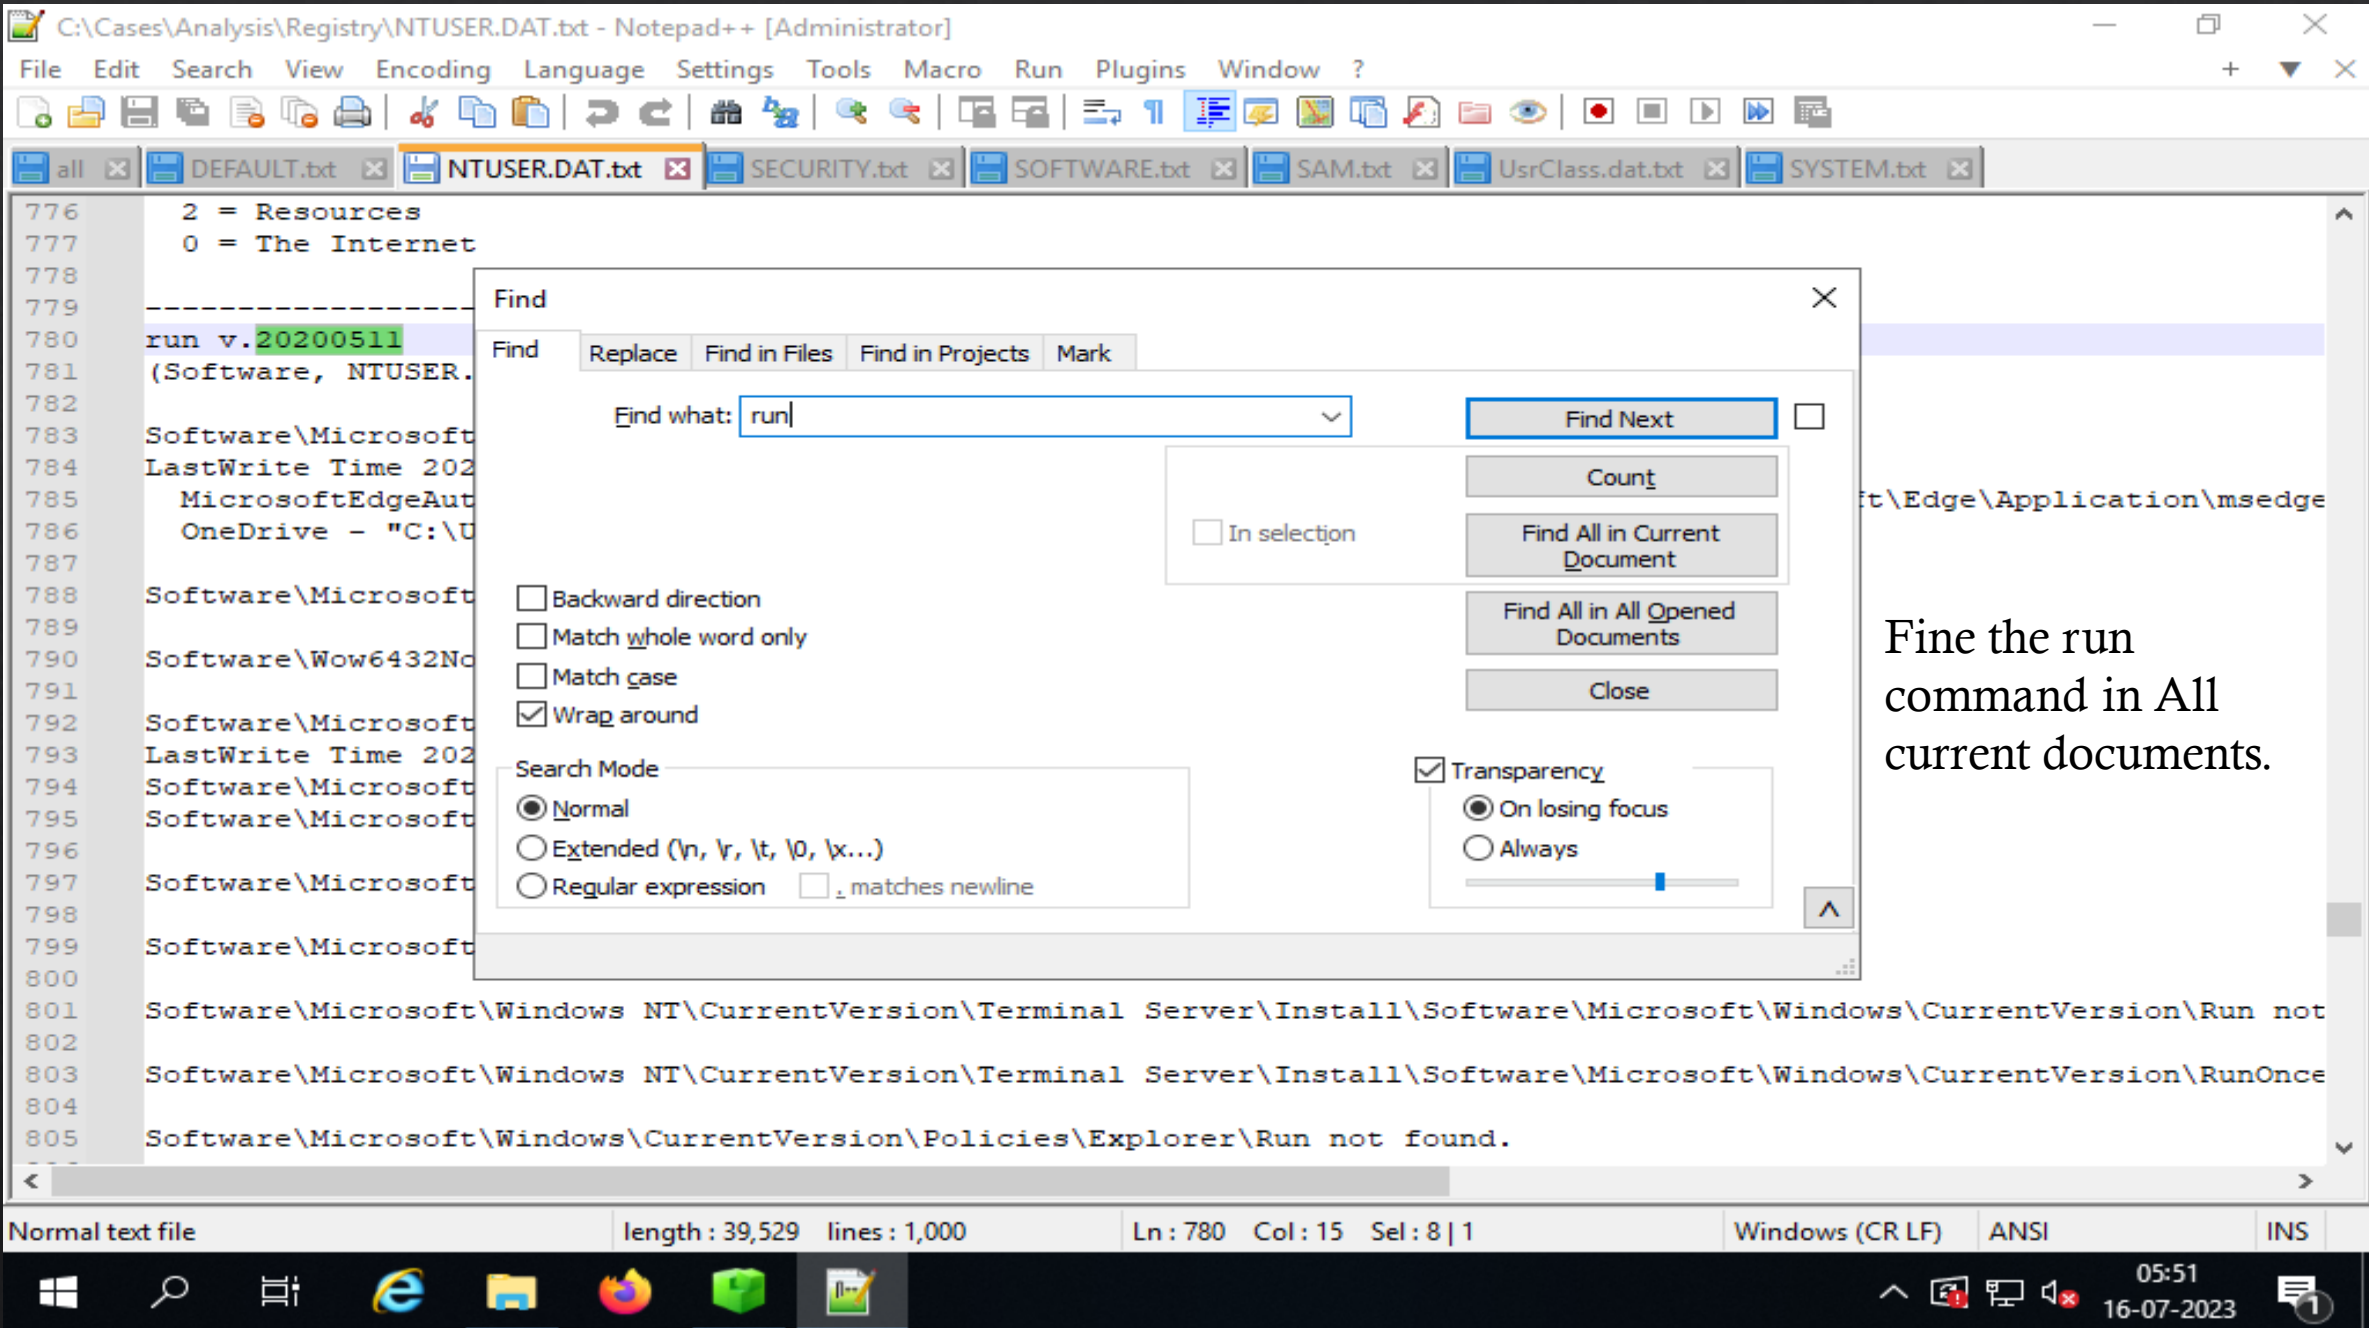 C:\Cases\Analysis\Registry\NTUSER.DAT.txt - Notepad++ [Administrator]
File Edit Search View Encoding Language Settings Tools Macro Run Plugins Window ?
all DEFAULT.txt NTUSER.DAT.txt SECURITY.txt SOFTWARE.txt SAM.txt UsrClass.dat.txt SYSTEM.txt
776 2 = Resources
777 0 = The Internet
778
779 ------------------
780 run v.20200511
781 (Software, NTUSER.
782
783 Software\Microsoft
784 LastWrite Time 202
785 MicrosoftEdgeAut
t\Edge\Application\msedge
786 OneDrive - "C:\U
787
788 Software\Microsoft
789
790 Software\Wow6432No
791
792 Software\Microsoft
793 LastWrite Time 202
794 Software\Microsoft
795 Software\Microsoft
796
797 Software\Microsoft
798
799 Software\Microsoft
800
801 Software\Microsoft\Windows NT\CurrentVersion\Terminal Server\Install\Software\Microsoft\Windows\CurrentVersion\Run not
802
803 Software\Microsoft\Windows NT\CurrentVersion\Terminal Server\Install\Software\Microsoft\Windows\CurrentVersion\RunOnce
804
805 Software\Microsoft\Windows\CurrentVersion\Policies\Explorer\Run not found.
Find
Find Replace Find in Files Find in Projects Mark
Find what: run
Find Next
Count
In selection
Find All in Current
Document
Backward direction
Find All in All Opened
Documents
Match whole word only
Match case
Close
Wrap around
Search Mode
Normal
Extended (\n, \r, \t, \0, \x...)
Regular expression . matches newline
Transparency
On losing focus
Always
Fine the run
command in All
current documents.
Normal text file length : 39,529 lines : 1,000 Ln : 780 Col : 15 Sel : 8 | 1 Windows (CR LF) ANSI INS
05:51
16-07-2023
1